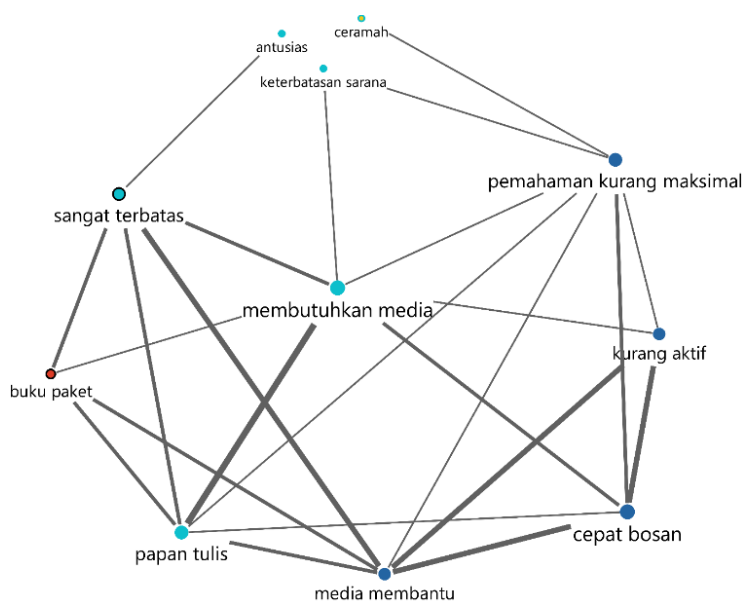 ceramah
antusias
keterbatasan sarana
pemahaman kurang maksimal
sangat terbatas
membutuhkan media
kurang aktif
buku paket
cepat bosan
papan tulis
media membantu